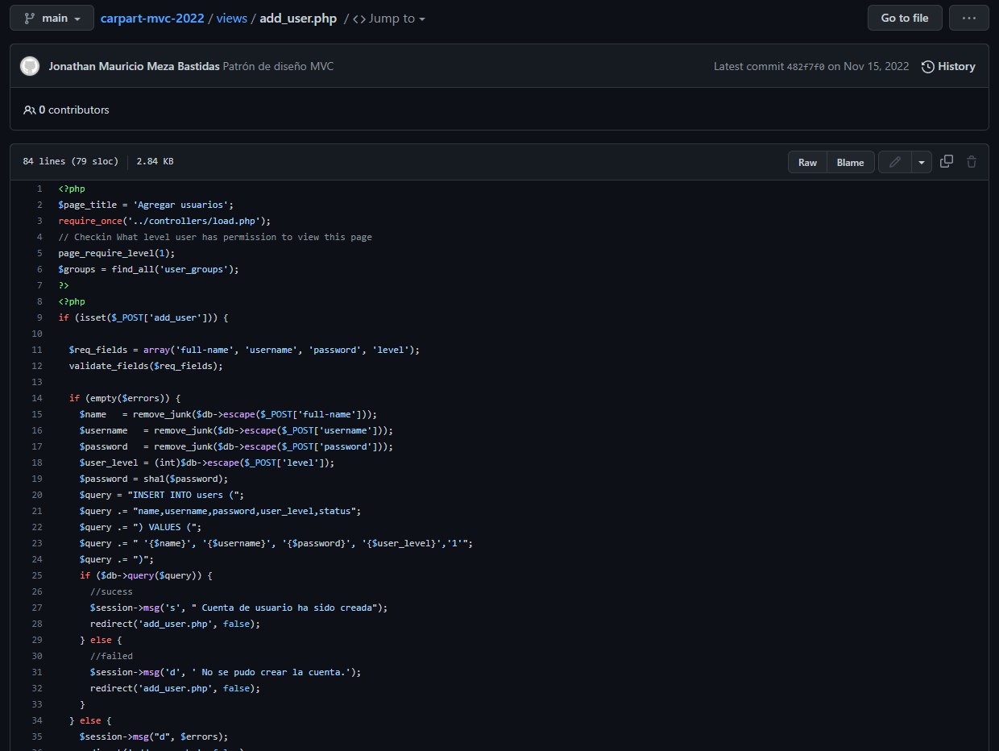 main
carpart-mvc-2022 / views / add_user.php / <> Jump to
Go to file
...
Jonathan Mauricio Meza Bastidas Patrón de diseño MVC
Latest commit 482f7f0 on Nov 15, 2022
History
0 contributors
84 lines (79 sloc) 2.84 KB
Raw
Blame
1 <?php
2 $page_title = 'Agregar usuarios';
3 require_once('../controllers/load.php');
4 // Checkin What level user has permission to view this page
5 page_require_level(1);
6 $groups = find_all('user_groups');
7 ?>
8 <?php
9 if (isset($_POST['add_user'])) {
10
11   $req_fields = array('full-name', 'username', 'password', 'level');
12   validate_fields($req_fields);
13
14   if (empty($errors)) {
15     $name   = remove_junk($db->escape($_POST['full-name']));
16     $username   = remove_junk($db->escape($_POST['username']));
17     $password   = remove_junk($db->escape($_POST['password']));
18     $user_level = (int)$db->escape($_POST['level']);
19     $password = sha1($password);
20     $query = "INSERT INTO users (";
21     $query .= "name,username,password,user_level,status";
22     $query .= ") VALUES (";
23     $query .= " '{$name}', '{$username}', '{$password}', '{$user_level}','1'";
24     $query .= ")";
25     if ($db->query($query)) {
26       //sucess
27       $session->msg('s', " Cuenta de usuario ha sido creada");
28       redirect('add_user.php', false);
29     } else {
30       //failed
31       $session->msg('d', ' No se pudo crear la cuenta.');
32       redirect('add_user.php', false);
33     }
34   } else {
35     $session->msg("d", $errors);